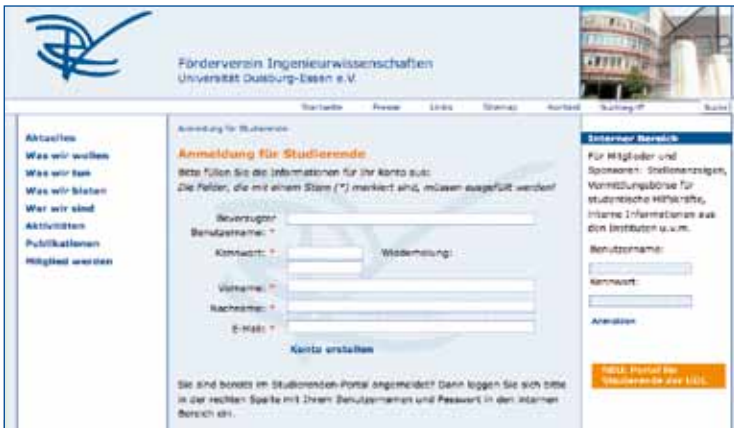 Förderverein Ingenieurwissenschaften
Universität Duisburg-Essen e.V.
Startseite Presse Links Sitemap Kontakt
Suche
Anmeldung für Studierende
Aktuelles
Was wir wollen
Was wir tun
Was wir bieten
Wer wir sind
Aktivitäten
Publikationen
Mitglied werden
Anmeldung für Studierende
Bitte füllen Sie die Informationen für Ihr Konto aus:
Die Felder, die mit einem Stern (*) markiert sind, müssen ausgefüllt werden!
Bevorzugter
Benutzername: *
Kennwort: * Wiederholung:
Vorname: *
Nachname: *
E-Mail: *
Konto erstellen
Sie sind bereits im Studierenden-Portal angemeldet? Dann loggen Sie sich bitte
in der rechten Spalte mit Ihrem Benutzernamen und Passwort in den internen
Bereich ein.
Interner Bereich
Für Mitglieder und
Sponsoren: Stellenanzeigen,
Vermittlungsbörse für
studentische Hilfskräfte,
interne Informationen aus
den Instituten u.v.m.
Benutzername:
Kennwort:
Anmelden
NEU: Portal für
Studierende der UDE